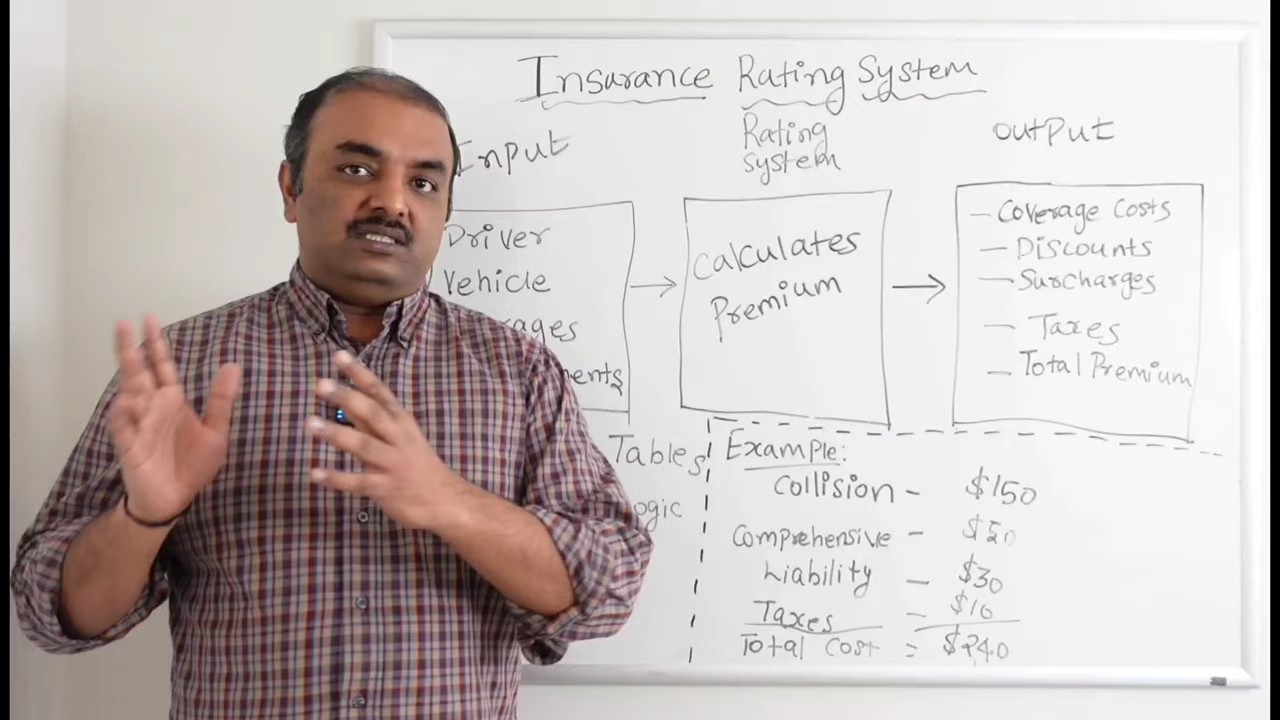 Insurance Rating System
Input
Driver
Vehicle
Rating
system
Calculates
Premium
output
- Coverage Costs
- Discounts
- Surcharges
- Taxes
- Total Premium
Tables
Example:
Collision - $150
Comprehensive - $50
Liability - $30
Taxes - $10
Total Cost = $240